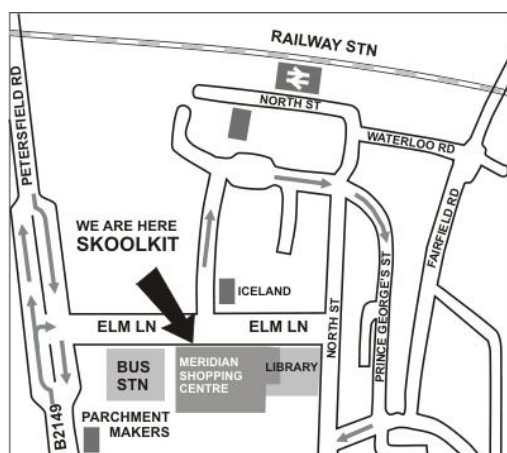 RAILWAY STN
NORTH ST
PETERSFIELD RD
WATERLOO RD
WE ARE HERE
SKOOLKIT
FAIRFIELD RD
ICELAND
ELM LN
ELM LN
NORTH ST
PRINCE GEORGE'S ST
BUS
STN
MERIDIAN
SHOPPING
CENTRE
LIBRARY
PARCHMENT
MAKERS
B2149